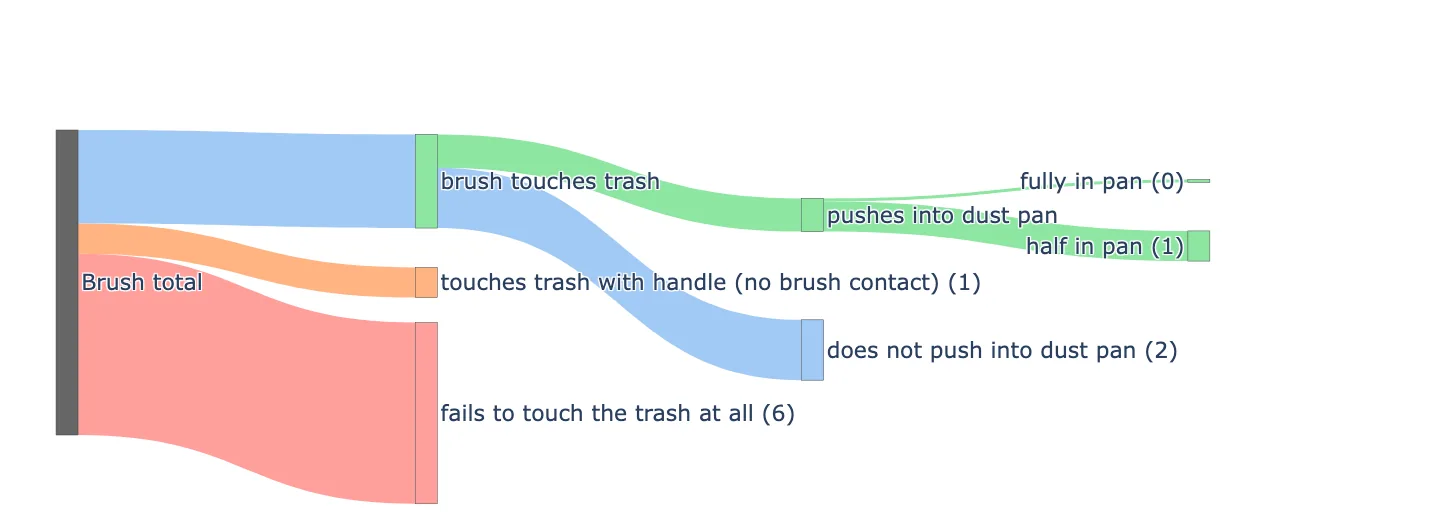 brush touches trash
fully in pan (0)
pushes into dust pan
half in pan (1)
Brush total
touches trash with handle (no brush contact) (1)
does not push into dust pan (2)
fails to touch the trash at all (6)